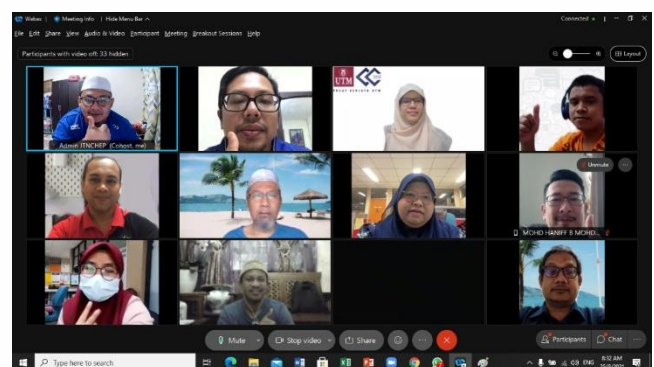 Webex
Meeting Info
Hide Menu Bar
Connected
File Edit Share View Audio & Video Participant Meeting Breakout Sessions Help
Participants with video off: 33 hidden
Layout
UTM
Admin JTNCHEP (Cohost, me)
Unmute
MOHD HANIFF B MOHD...
Mute
Stop video
Share
Participants
Chat
Type here to search
ENG
8:32 AM